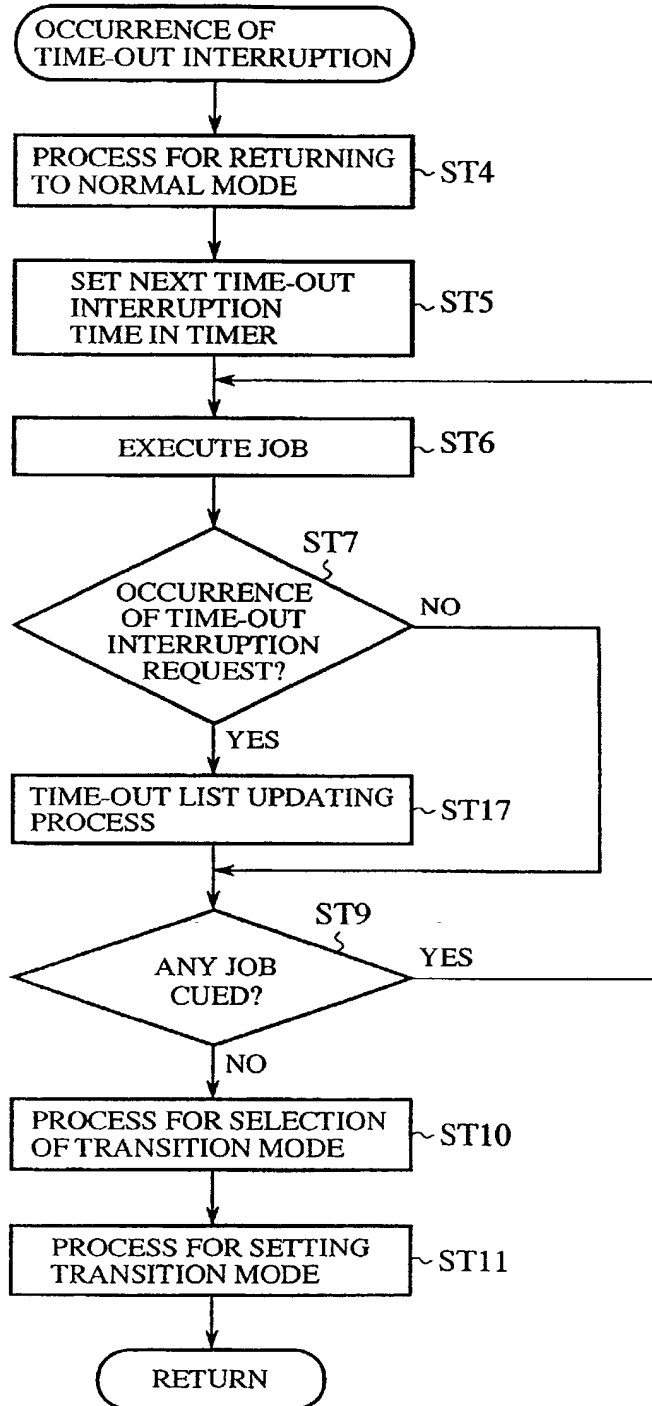 OCCURRENCE OF
TIME-OUT INTERRUPTION
PROCESS FOR RETURNING
TO NORMAL MODE
ST4
SET NEXT TIME-OUT
INTERRUPTION
TIME IN TIMER
ST5
EXECUTE JOB
ST6
ST7
OCCURRENCE
OF TIME-OUT
INTERRUPTION
REQUEST?
NO
YES
TIME-OUT LIST UPDATING
PROCESS
ST17
ST9
ANY JOB
CUED?
YES
NO
PROCESS FOR SELECTION
OF TRANSITION MODE
ST10
PROCESS FOR SETTING
TRANSITION MODE
ST11
RETURN